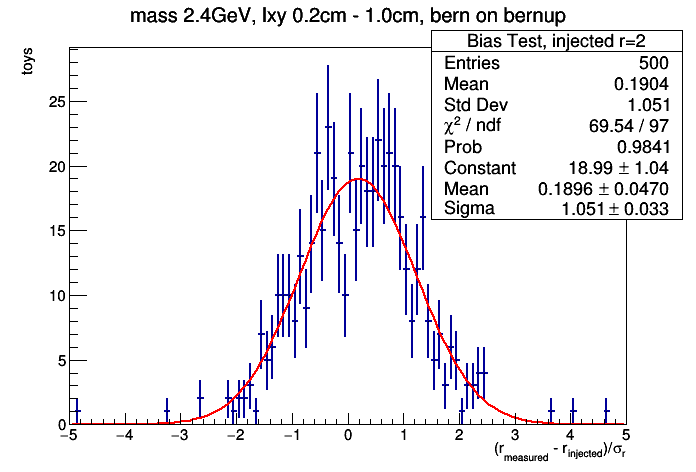 mass 2.4GeV, lxy 0.2cm - 1.0cm, bern on bernup
Bias Test, injected r=2
Entries 500
Mean 0.1904
Std Dev 1.051
χ² / ndf 69.54 / 97
Prob 0.9841
Constant 18.99 ± 1.04
Mean 0.1896 ± 0.0470
Sigma 1.051 ± 0.033
toys
25
20
15
10
5
0
−5 −4 −3 −2 −1 0 1 2 3 4 5
(r_measured - r_injected)/σ_r